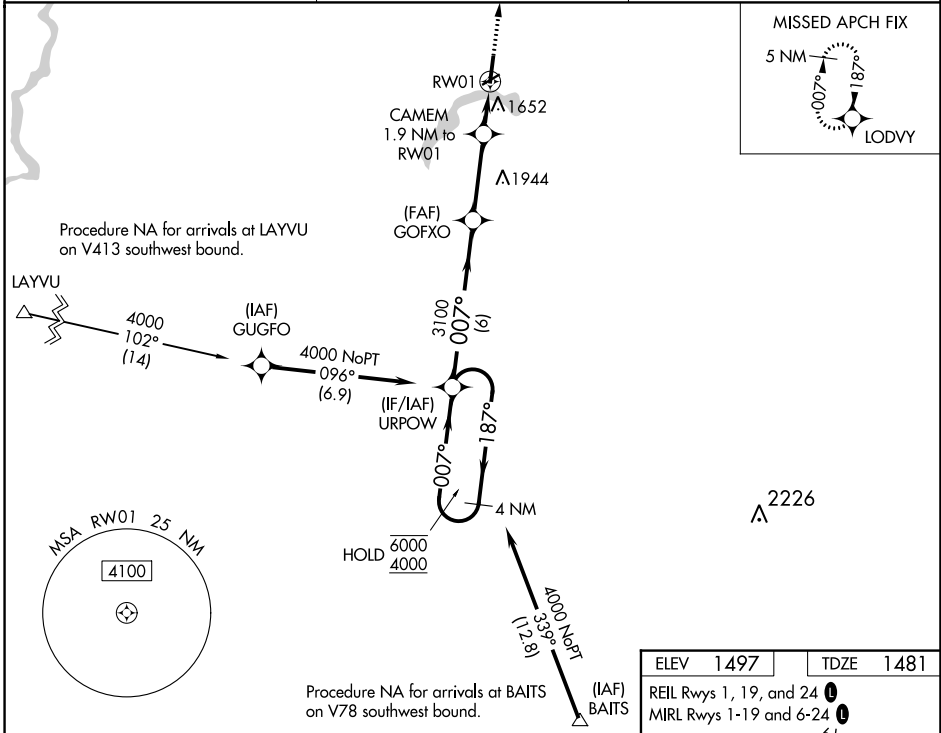 MISSED APCH FIX
5 NM
007°
187°
LODVY
RW01
1652
CAMEM
1.9 NM to
RW01
1944
(FAF)
GOFXO
Procedure NA for arrivals at LAYVU
on V413 southwest bound.
LAYVU
4000
102°
(14)
(IAF)
GUGFO
4000 NoPT
096°
(6.9)
3100
007°
(6)
(IF/IAF)
URPOW
007°
187°
4 NM
HOLD 6000
4000
2226
MSA RW01 25 NM
4100
4000 NoPT
339°
(12.8)
(IAF)
BAITS
Procedure NA for arrivals at BAITS
on V78 southwest bound.
ELEV 1497 TDZE 1481
REIL Rwys 1, 19, and 24 L
MIRL Rwys 1-19 and 6-24 L